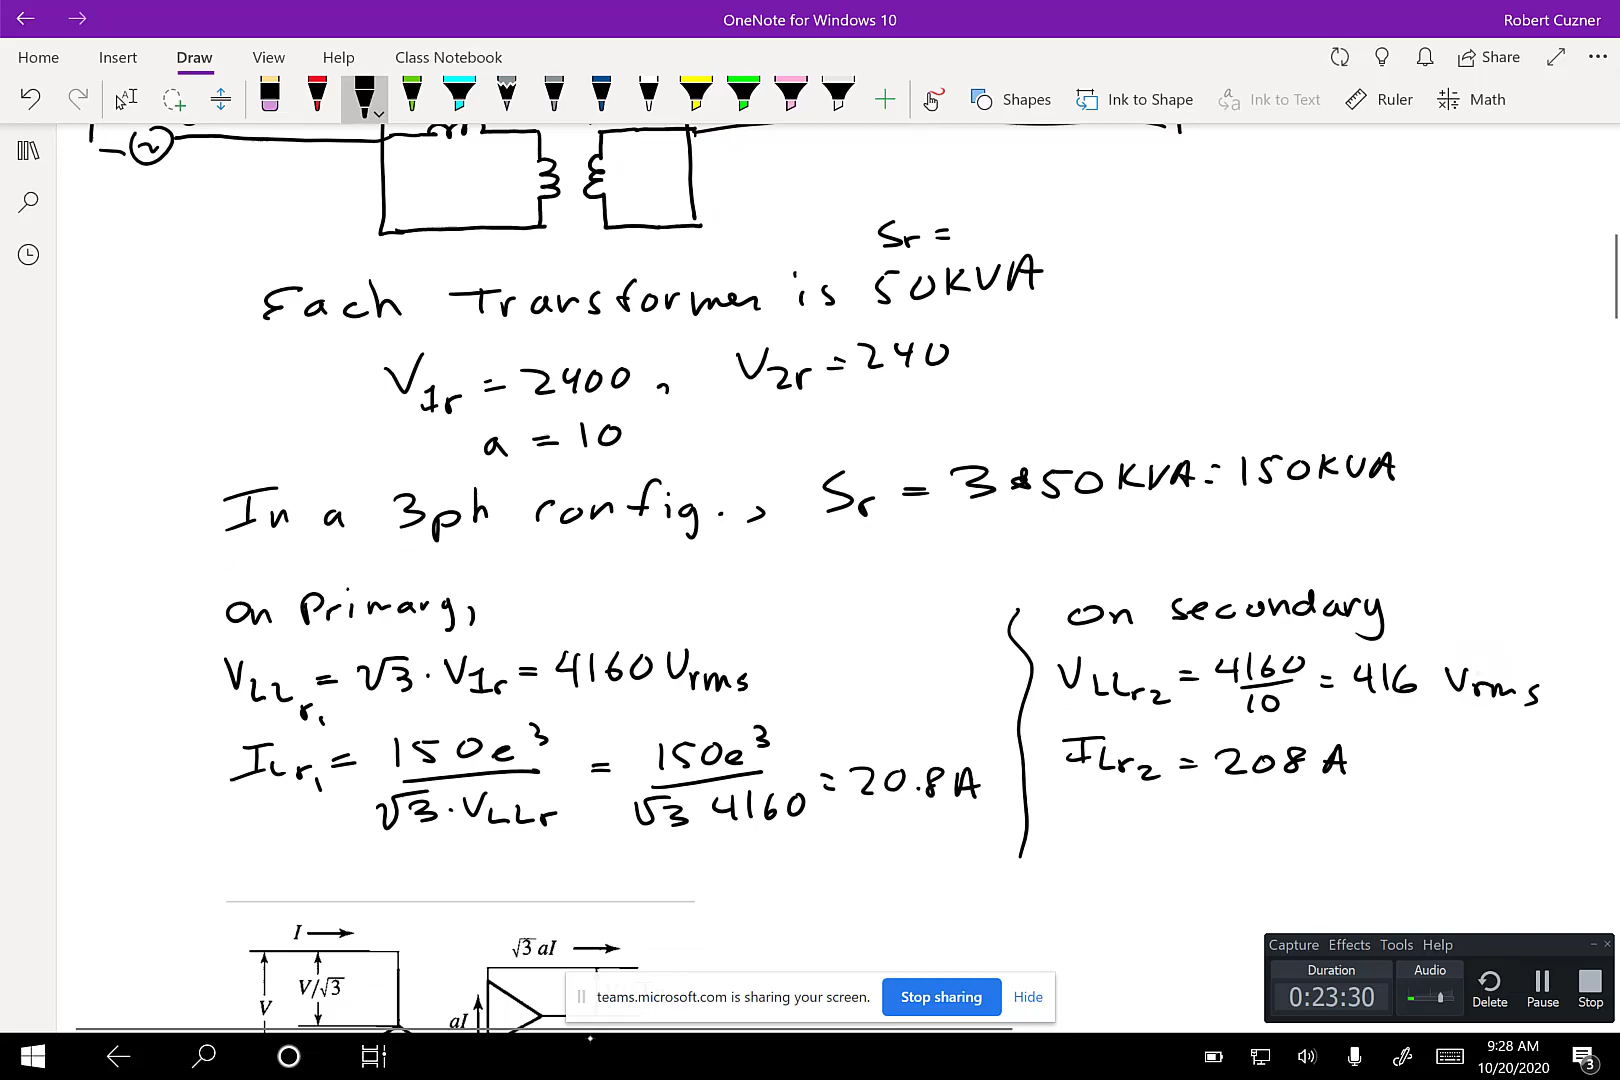 OneNote for Windows 10
Robert Cuzner
Home Insert Draw View Help Class Notebook
Share
Shapes Ink to Shape Ink to Text Ruler Math
Sr =
Each Transformer is 50KVA
V1r = 2400, V2r = 240
a = 10
In a 3ph config., Sr = 3*50KVA = 150KVA
on Primary,
VLLr1 = √3 · V1r = 4160 Vrms
ILr1 = 150e³ / √3 · VLLr = 150e³ / √3 4160 = 20.8 A
on secondary
VLLr2 = 4160 / 10 = 416 Vrms
ILr2 = 208 A
I
V/√3
V
√3 aI
aI
teams.microsoft.com is sharing your screen. Stop sharing Hide
Capture Effects Tools Help
Duration Audio
0:23:30 Delete Pause Stop
9:28 AM
10/20/2020
3